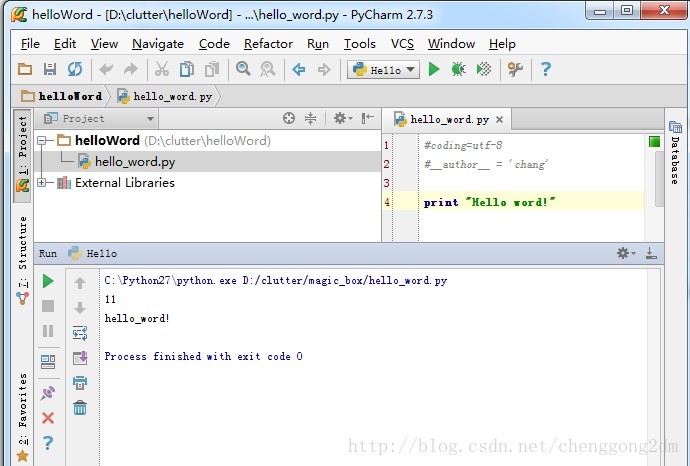 helloWord - [D:\clutter\helloWord] - ...\hello_word.py - PyCharm 2.7.3
File Edit View Navigate Code Refactor Run Tools VCS Window Help
Hello
helloWord hello_word.py
1: Project
Project
helloWord (D:\clutter\helloWord)
hello_word.py
External Libraries
hello_word.py
1 #coding=utf-8
2 #__author__ = 'chang'
3
4 print "Hello word!"
Database
7: Structure
Run Hello
C:\Python27\python.exe D:/clutter/magic_box/hello_word.py
11
hello_word!
Process finished with exit code 0
2: Favorites
http://blog.csdn.net/chenggong2dm